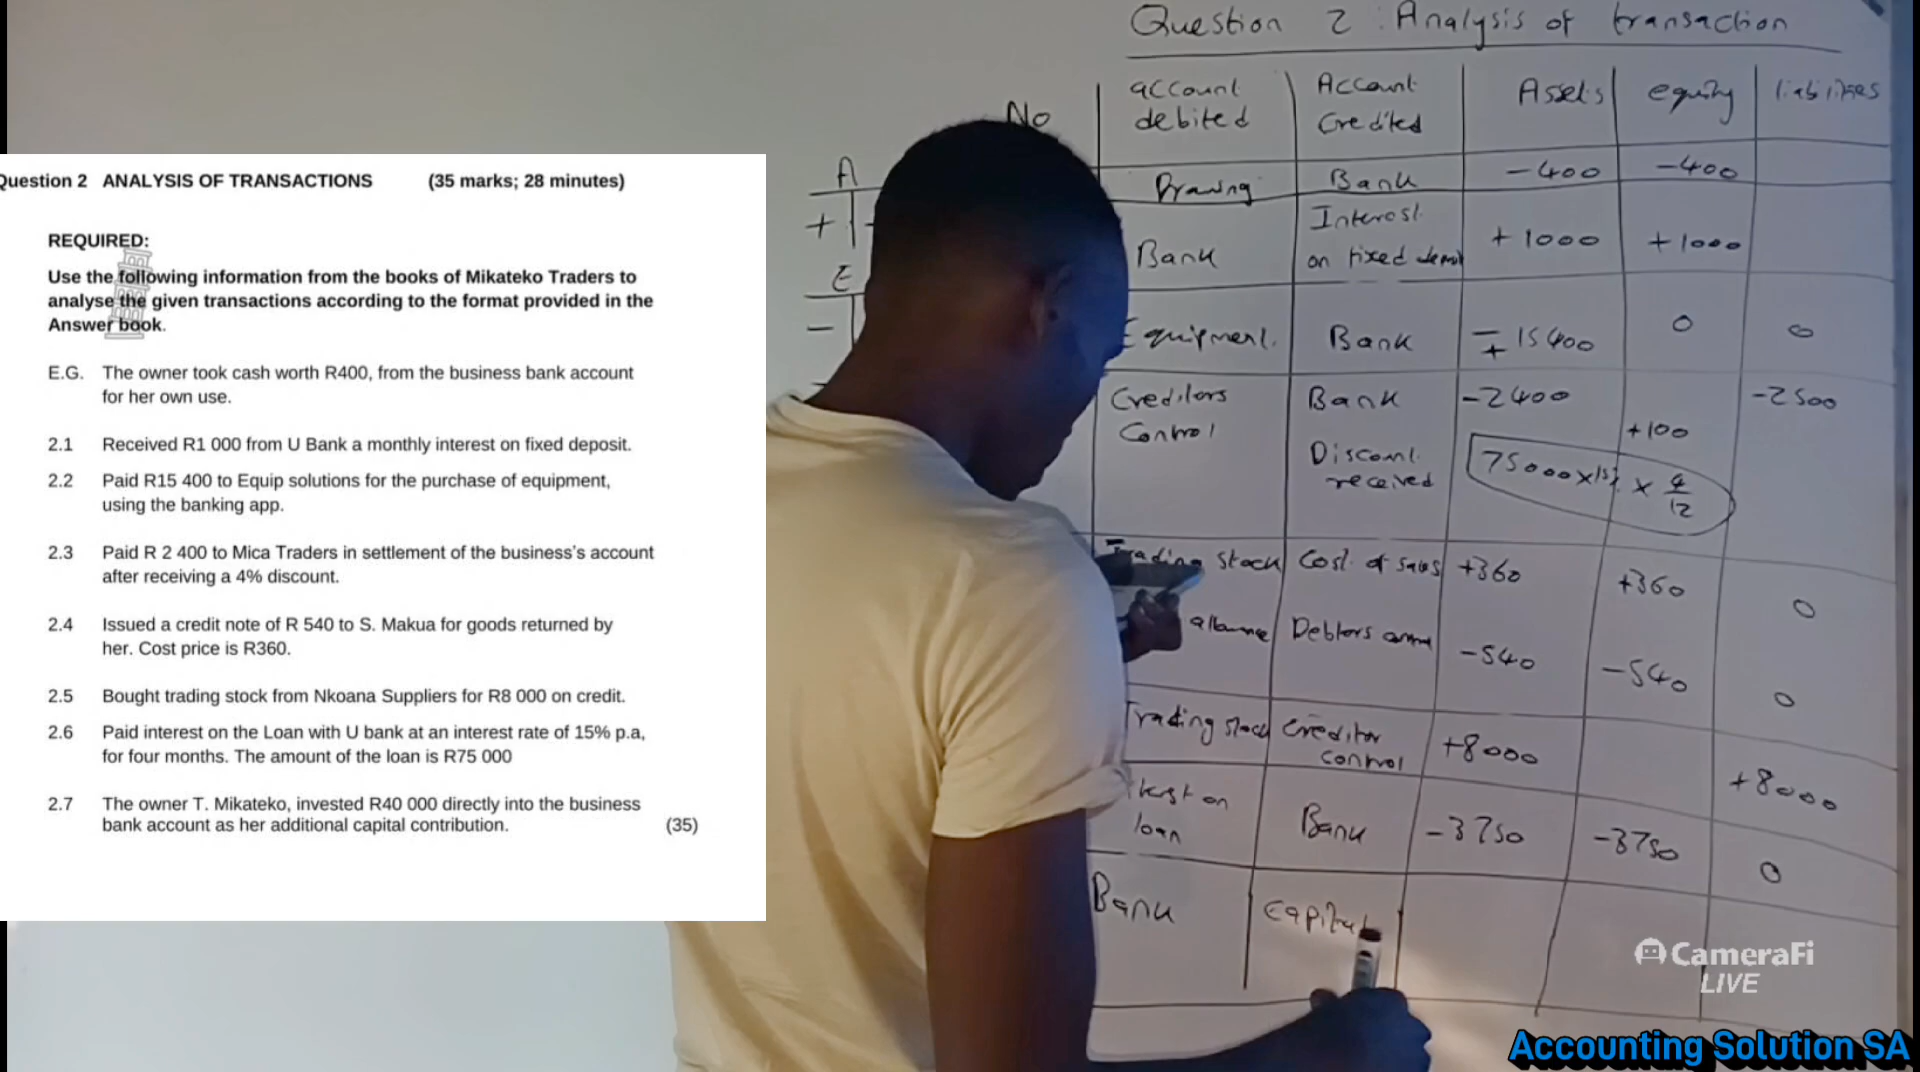 Question 2 ANALYSIS OF TRANSACTIONS (35 marks; 28 minutes)
REQUIRED:
Use the following information from the books of Mikateko Traders to
analyse the given transactions according to the format provided in the
Answer book.
E.G. The owner took cash worth R400, from the business bank account
for her own use.
2.1 Received R1 000 from U Bank a monthly interest on fixed deposit.
2.2 Paid R15 400 to Equip solutions for the purchase of equipment,
using the banking app.
2.3 Paid R 2 400 to Mica Traders in settlement of the business's account
after receiving a 4% discount.
2.4 Issued a credit note of R 540 to S. Makua for goods returned by
her. Cost price is R360.
2.5 Bought trading stock from Nkoana Suppliers for R8 000 on credit.
2.6 Paid interest on the Loan with U bank at an interest rate of 15% p.a,
for four months. The amount of the loan is R75 000
2.7 The owner T. Mikateko, invested R40 000 directly into the business
bank account as her additional capital contribution. (35)
Question 2 : Analysis of transaction
No account debited Account Credited Assets equity liabilities
A
+
E
−
Drawing Bank −400 −400
Bank Interest on fixed +1000 +1000
Equipment. Bank −+ 15400 0 0
Creditors Control Bank −2400 −2500
Discount received +100
75000 × 15% × 4/12
Trading stock Cost of sales +360 +360 0
allowance Debtors −540 −540 0
Trading stock Creditor control +8000 +8000
on loan Bank −3750 −3750 0
Bank Capital
CameraFi
LIVE
Accounting Solution SA